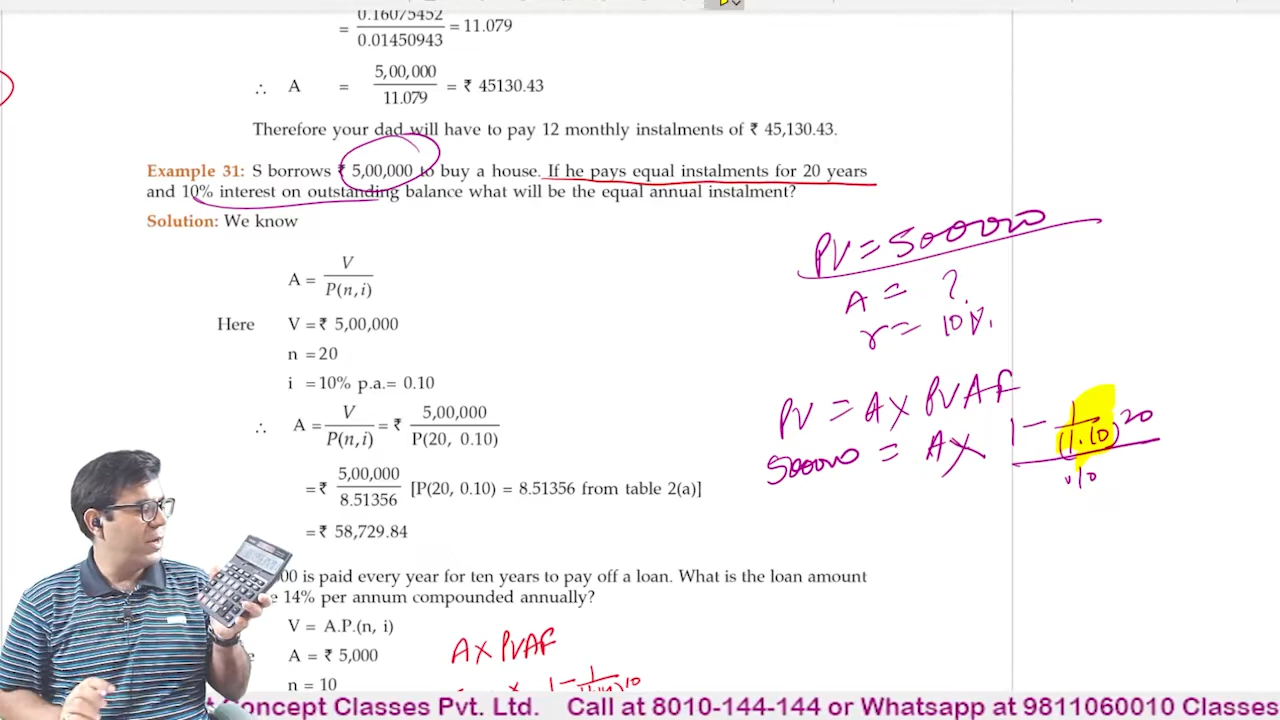 = 0.16075452 / 0.01450943 = 11.079
∴ A = 5,00,000 / 11.079 = ₹ 45130.43
Therefore your dad will have to pay 12 monthly instalments of ₹ 45,130.43.
Example 31: S borrows ₹ 5,00,000 to buy a house. If he pays equal instalments for 20 years
and 10% interest on outstanding balance what will be the equal annual instalment?
Solution: We know
A = V / P(n,i)
Here V = ₹ 5,00,000
n = 20
i = 10% p.a.= 0.10
∴ A = V / P(n,i) = ₹ 5,00,000 / P(20, 0.10)
= ₹ 5,00,000 / 8.51356 [P(20, 0.10) = 8.51356 from table 2(a)]
= ₹ 58,729.84
00 is paid every year for ten years to pay off a loan. What is the loan amount
14% per annum compounded annually?
V = A.P.(n, i)
A = ₹ 5,000
n = 10
PV = 500000
A = ?
r = 10%.
PV = A X PVAF
500000 = A X 1 - 1 / (1.10)20 / .10
A X PVAF
t Concept Classes Pvt. Ltd. Call at 8010-144-144 or Whatsapp at 9811060010 Classes